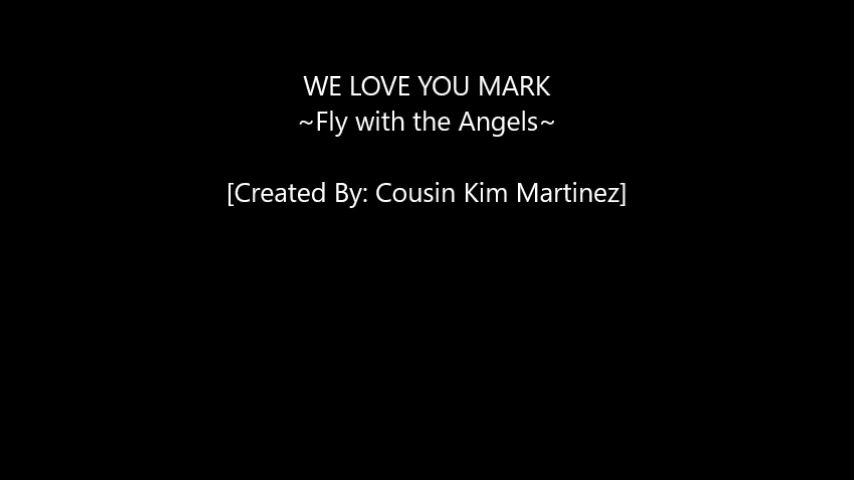 WE LOVE YOU MARK
~Fly with the Angels~
[Created By: Cousin Kim Martinez]